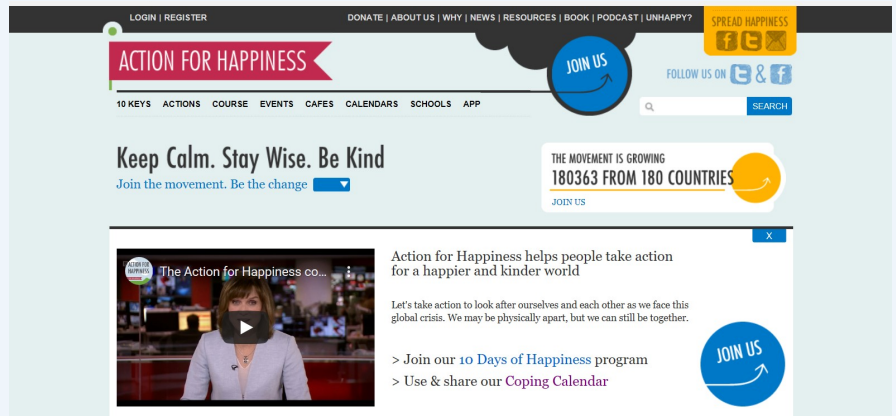 LOGIN | REGISTER
DONATE | ABOUT US | WHY | NEWS | RESOURCES | BOOK | PODCAST | UNHAPPY?
SPREAD HAPPINESS
ACTION FOR HAPPINESS
JOIN US
FOLLOW US ON & 
10 KEYS ACTIONS COURSE EVENTS CAFES CALENDARS SCHOOLS APP
SEARCH
Keep Calm. Stay Wise. Be Kind
Join the movement. Be the change
THE MOVEMENT IS GROWING
180363 FROM 180 COUNTRIES
JOIN US
X
ACTION FOR
HAPPINESS
The Action for Happiness co...
Action for Happiness helps people take action
for a happier and kinder world
Let's take action to look after ourselves and each other as we face this
global crisis. We may be physically apart, but we can still be together.
> Join our 10 Days of Happiness program
> Use & share our Coping Calendar
JOIN US